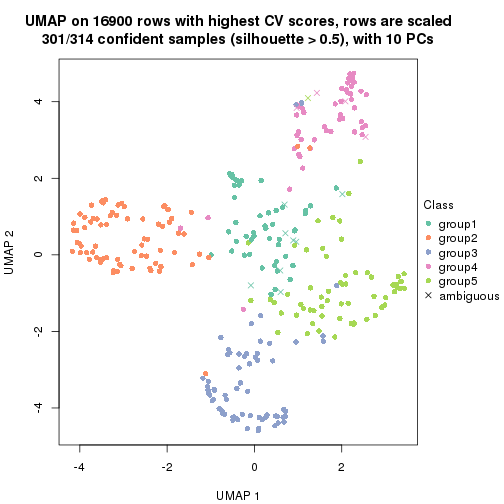 UMAP on 16900 rows with highest CV scores, rows are scaled
301/314 confident samples (silhouette > 0.5), with 10 PCs
4
2
0
-2
-4
UMAP 2
-4
-2
0
2
UMAP 1
Class
group1
group2
group3
group4
group5
ambiguous